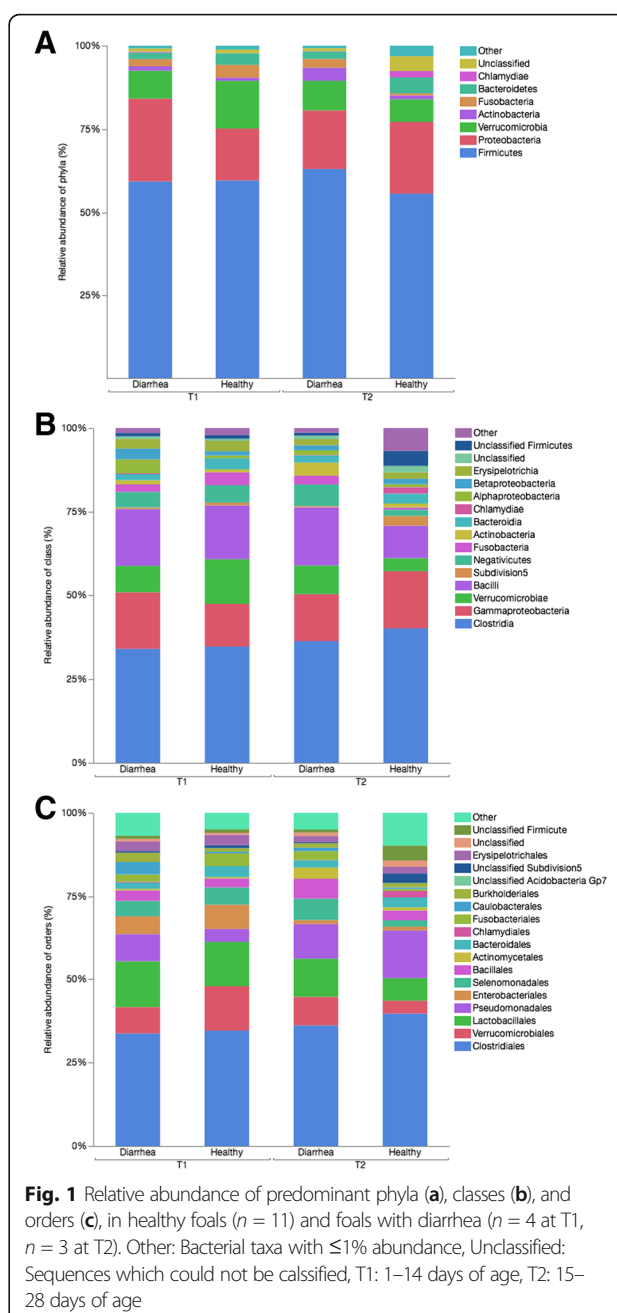 A
100%
75%
50%
25%
Relative abundance of phyla (%)
Diarrhea
Healthy
Diarrhea
Healthy
T1
T2
Other
Unclassified
Chlamydiae
Bacteroidetes
Fusobacteria
Actinobacteria
Verrucomicrobia
Proteobacteria
Firmicutes
B
100%
75%
50%
25%
0%
Relative abundance of class (%)
Diarrhea
Healthy
Diarrhea
Healthy
T1
T2
Other
Unclassified Firmicutes
Unclassified
Erysipelotrichia
Betaproteobacteria
Alphaproteobacteria
Chlamydiae
Bacteroidia
Actinobacteria
Fusobacteria
Negativicutes
Subdivision5
Bacilli
Verrucomicrobiae
Gammaproteobacteria
Clostridia
C
100%
75%
50%
25%
0%
Relative abdundance of orders (%)
Diarrhea
Healthy
Diarrhea
Healthy
T1
T2
Other
Unclassified Firmicute
Unclassified
Erysipelotrichales
Unclassified Subdivision5
Unclassified Acidobacteria Gp7
Burkholderiales
Caulobacterales
Fusobacteriales
Chlamydiales
Bacteroidales
Actinomycetales
Bacillales
Selenomonadales
Enterobacteriales
Pseudomonadales
Lactobacillales
Verrucomicrobiales
Clostridiales
Fig. 1 Relative abundance of predominant phyla (a), classes (b), and
orders (c), in healthy foals (n = 11) and foals with diarrhea (n = 4 at T1,
n = 3 at T2). Other: Bacterial taxa with ≤1% abundance, Unclassified:
Sequences which could not be calssified, T1: 1–14 days of age, T2: 15–
28 days of age